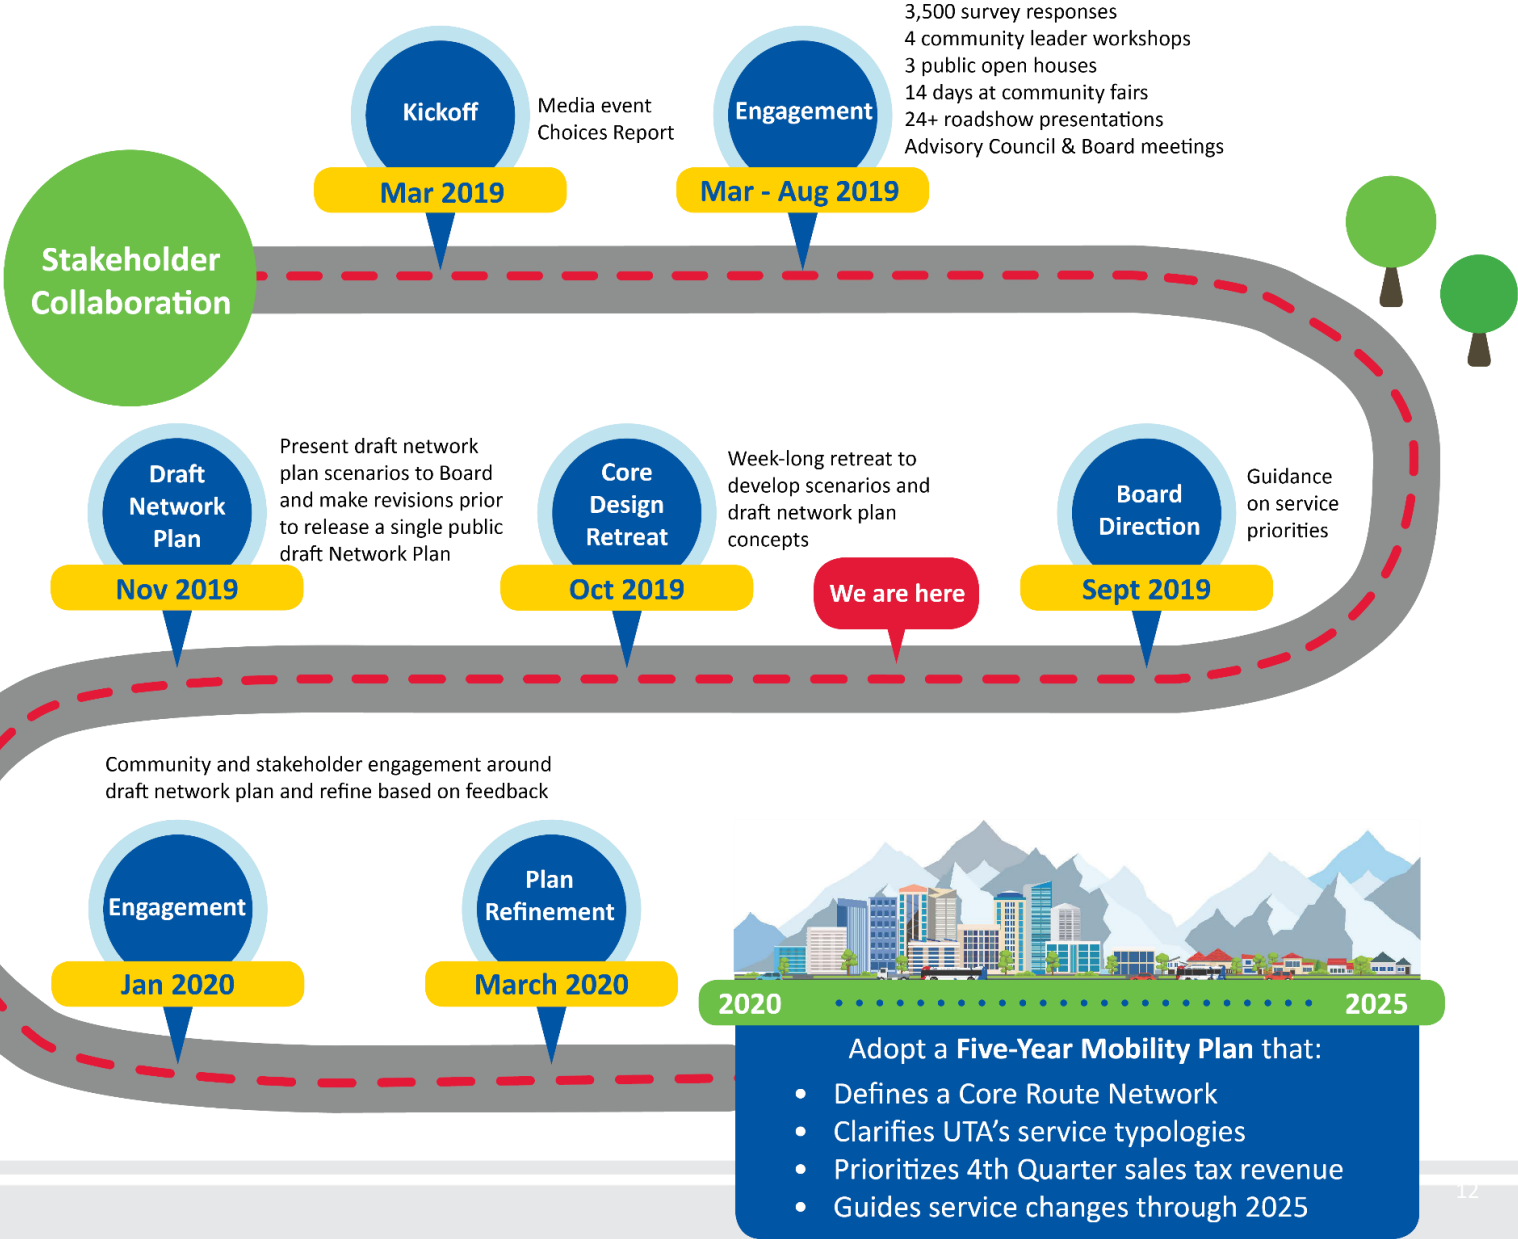 Stakeholder
Collaboration
Kickoff
Mar 2019
Media event
Choices Report
Engagement
Mar - Aug 2019
3,500 survey responses
4 community leader workshops
3 public open houses
14 days at community fairs
24+ roadshow presentations
Advisory Council & Board meetings
Board
Direction
Sept 2019
Guidance
on service
priorities
We are here
Core
Design
Retreat
Oct 2019
Week-long retreat to
develop scenarios and
draft network plan
concepts
Draft
Network
Plan
Nov 2019
Present draft network
plan scenarios to Board
and make revisions prior
to release a single public
draft Network Plan
Community and stakeholder engagement around
draft network plan and refine based on feedback
Engagement
Jan 2020
Plan
Refinement
March 2020
2020
2025
Adopt a Five-Year Mobility Plan that:
• Defines a Core Route Network
• Clarifies UTA's service typologies
• Prioritizes 4th Quarter sales tax revenue
• Guides service changes through 2025
12